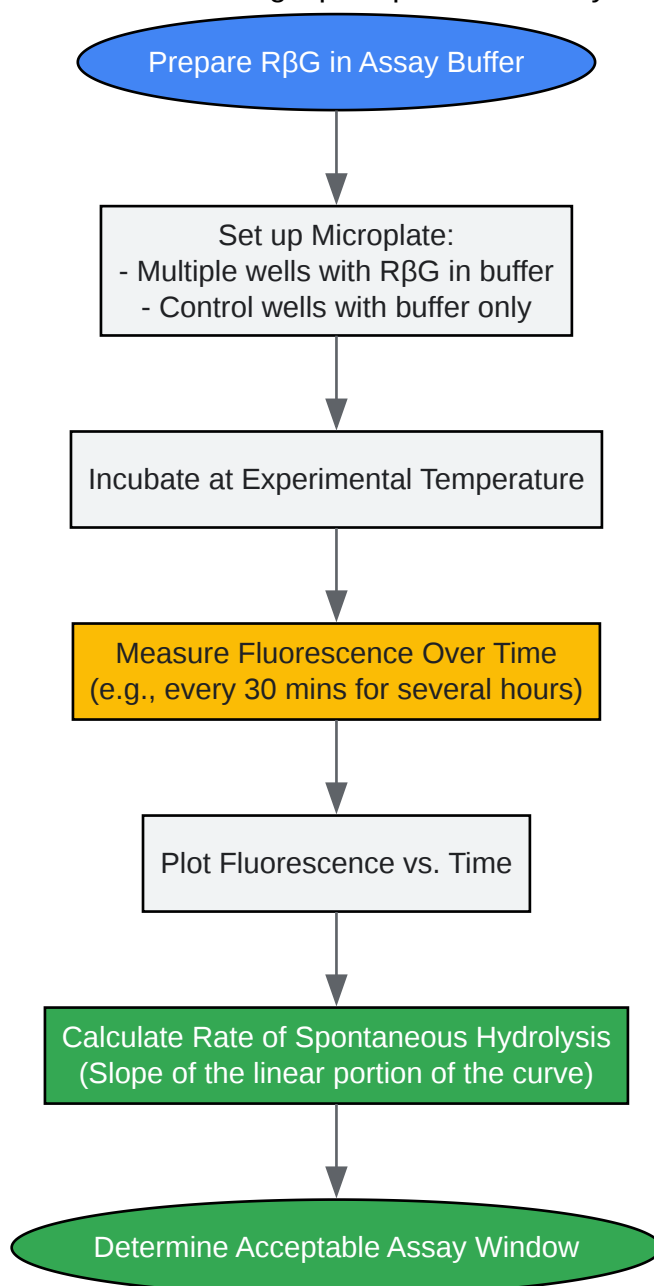 Prepare RβG in Assay Buffer
Set up Microplate:
- Multiple wells with RβG in buffer
- Control wells with buffer only
Incubate at Experimental Temperature
Measure Fluorescence Over Time
(e.g., every 30 mins for several hours)
Plot Fluorescence vs. Time
Calculate Rate of Spontaneous Hydrolysis
(Slope of the linear portion of the curve)
Determine Acceptable Assay Window